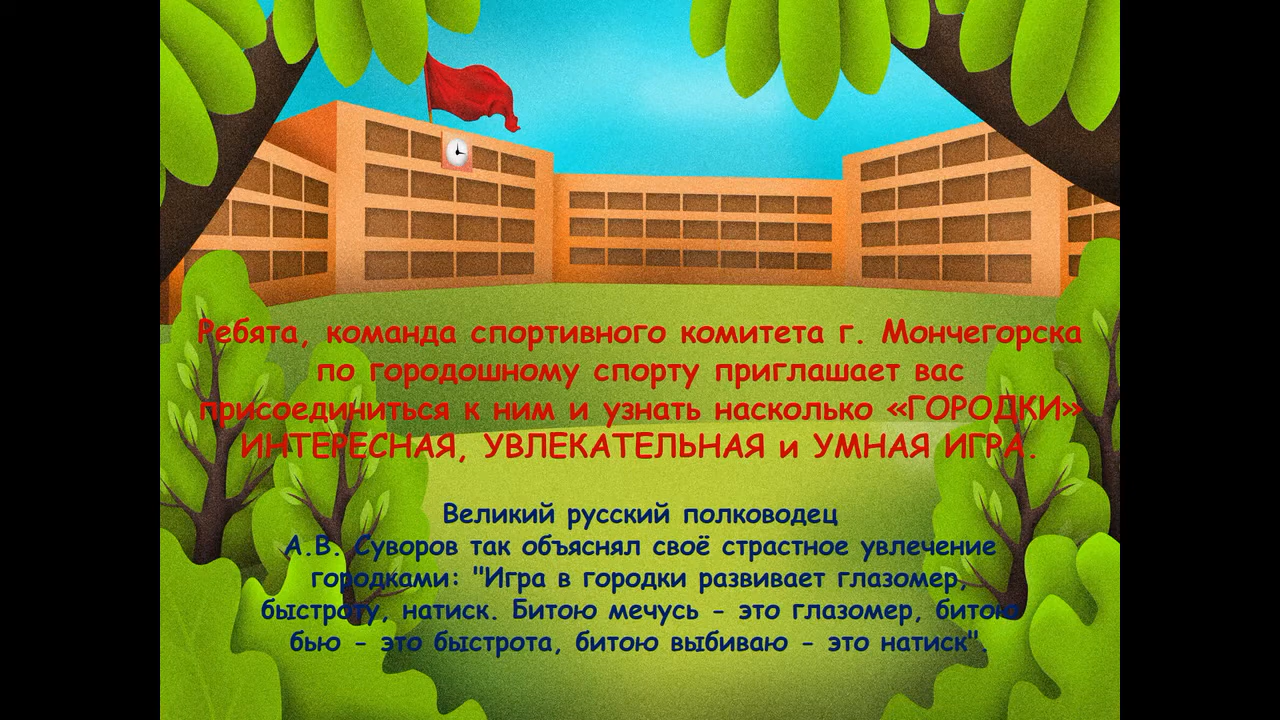 Ребята, команда спортивного комитета г. Мончегорска
по городошному спорту приглашает вас
присоединиться к ним и узнать насколько «ГОРОДКИ»
ИНТЕРЕСНАЯ, УВЛЕКАТЕЛЬНАЯ и УМНАЯ ИГРА.
Великий русский полководец
А.В. Суворов так объяснял своё страстное увлечение
городками: "Игра в городки развивает глазомер,
быстроту, натиск. Битою мечусь - это глазомер, битою
бью - это быстрота, битою выбиваю - это натиск".